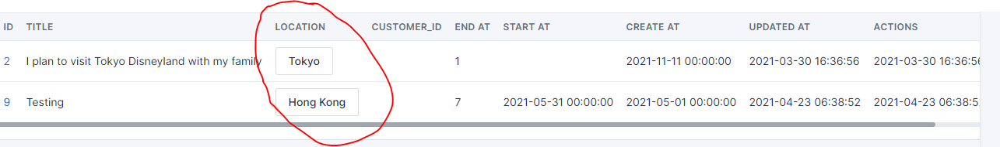 ID TITLE LOCATION CUSTOMER_ID END AT START AT CREATE AT UPDATED AT ACTIONS
2 I plan to visit Tokyo Disneyland with my family Tokyo 1 2021-11-11 00:00:00 2021-03-30 16:36:56 2021-03-30 16:36:56
9 Testing Hong Kong 7 2021-05-31 00:00:00 2021-05-01 00:00:00 2021-04-23 06:38:52 2021-04-23 06:38:5